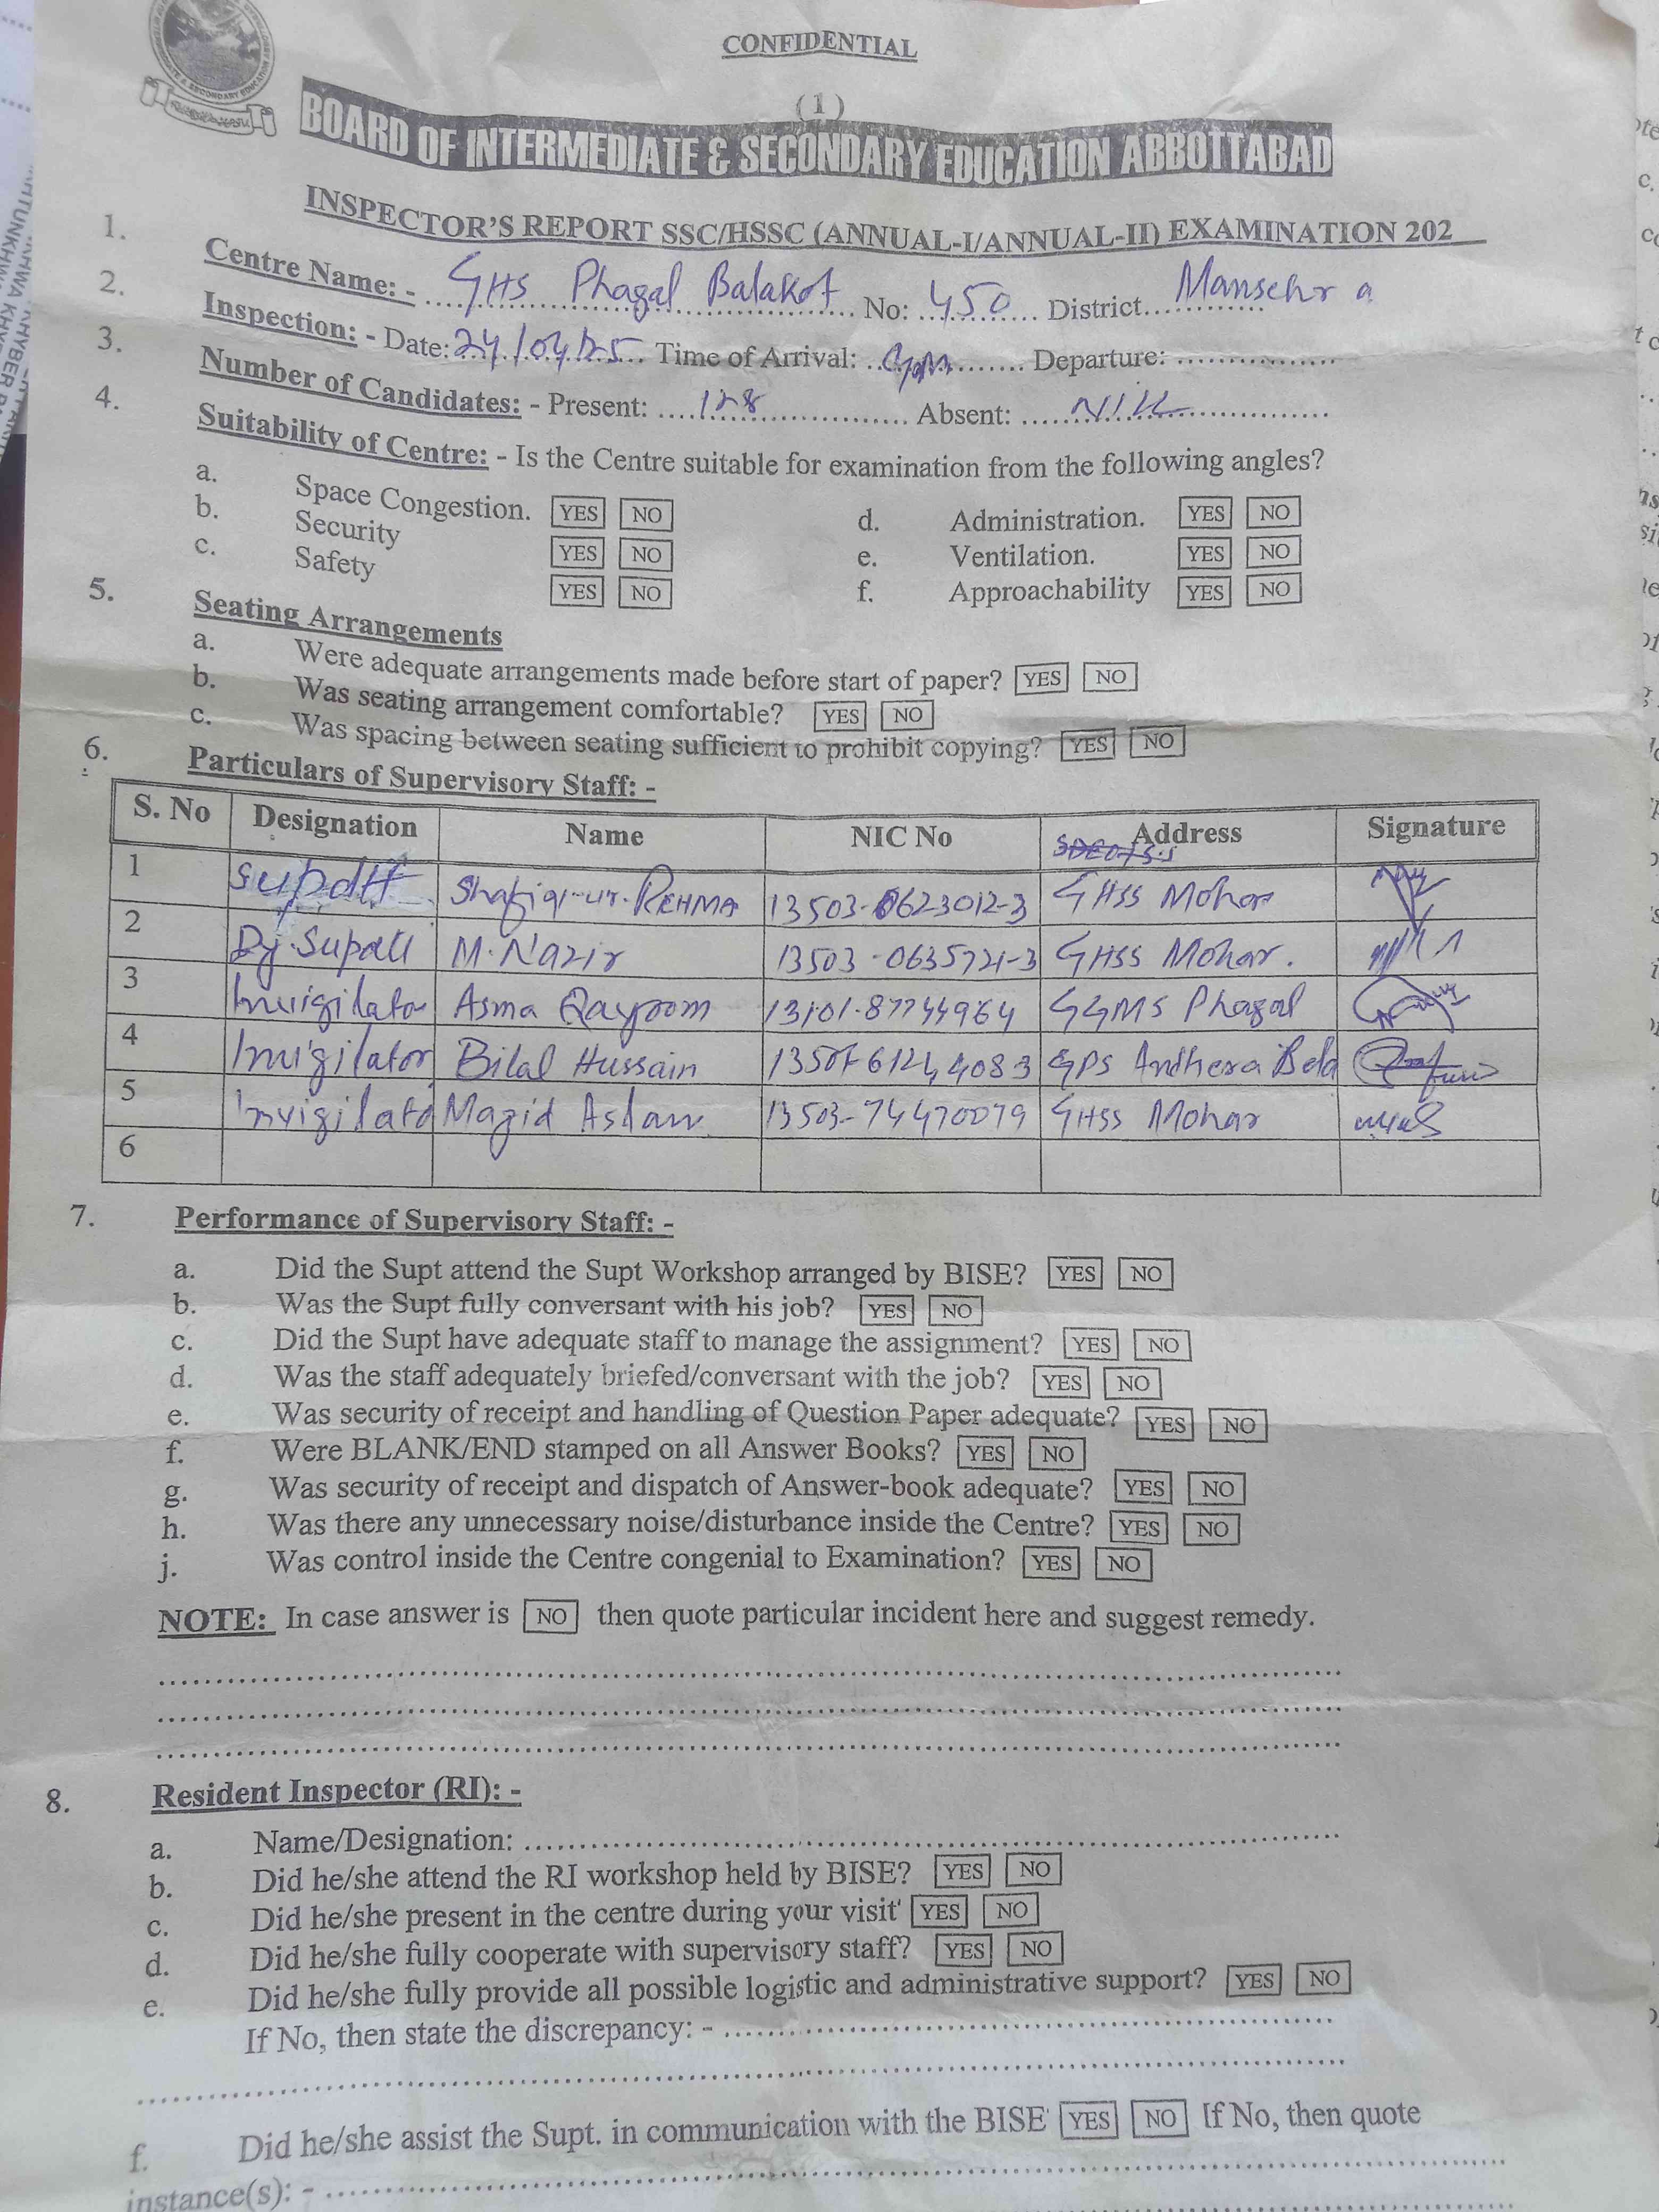 CONFIDENTIAL
(1)
BOARD OF INTERMEDIATE & SECONDARY EDUCATION ABBOTTABAD
INSPECTOR'S REPORT SSC/HSSC (ANNUAL-I/ANNUAL-II) EXAMINATION 202__
1. Centre Name: - GHS Phagal Balakot No: 450 District Mansehra
2. Inspection: - Date: 24/04/25 Time of Arrival: Departure:
3. Number of Candidates: - Present: 128 Absent: NILL
4. Suitability of Centre: - Is the Centre suitable for examination from the following angles?
a. Space Congestion. YES NO d. Administration. YES NO
b. Security YES NO e. Ventilation. YES NO
c. Safety YES NO f. Approachability YES NO
5. Seating Arrangements
a. Were adequate arrangements made before start of paper? YES NO
b. Was seating arrangement comfortable? YES NO
c. Was spacing between seating sufficient to prohibit copying? YES NO
6. Particulars of Supervisory Staff: -
S. No Designation Name NIC No Address Signature
1 Supdtt Shafiq-ur-REHMA 13503-0623012-3 GHSS Mohar
2 Dy.Supdtt M.Nazir 13503-0635721-3 GHSS Mohar.
3 Invigilator Asma Qayoom 13101-87744964 GGMS Phagal
4 Invigilator Bilal Hussain GPS Andhera Bela
5 Invigilato Magid Aslam 13503-74470079 GHSS Mohar
6
7. Performance of Supervisory Staff: -
a. Did the Supt attend the Supt Workshop arranged by BISE? YES NO
b. Was the Supt fully conversant with his job? YES NO
c. Did the Supt have adequate staff to manage the assignment? YES NO
d. Was the staff adequately briefed/conversant with the job? YES NO
e. Was security of receipt and handling of Question Paper adequate? YES NO
f. Were BLANK/END stamped on all Answer Books? YES NO
g. Was security of receipt and dispatch of Answer-book adequate? YES NO
h. Was there any unnecessary noise/disturbance inside the Centre? YES NO
j. Was control inside the Centre congenial to Examination? YES NO
NOTE: In case answer is NO then quote particular incident here and suggest remedy.
8. Resident Inspector (RI): -
a. Name/Designation:
b. Did he/she attend the RI workshop held by BISE? YES NO
c. Did he/she present in the centre during your visit' YES NO
d. Did he/she fully cooperate with supervisory staff? YES NO
e. Did he/she fully provide all possible logistic and administrative support? YES NO
If No, then state the discrepancy: -
f. Did he/she assist the Supt. in communication with the BISE YES NO If No, then quote
instance(s): -